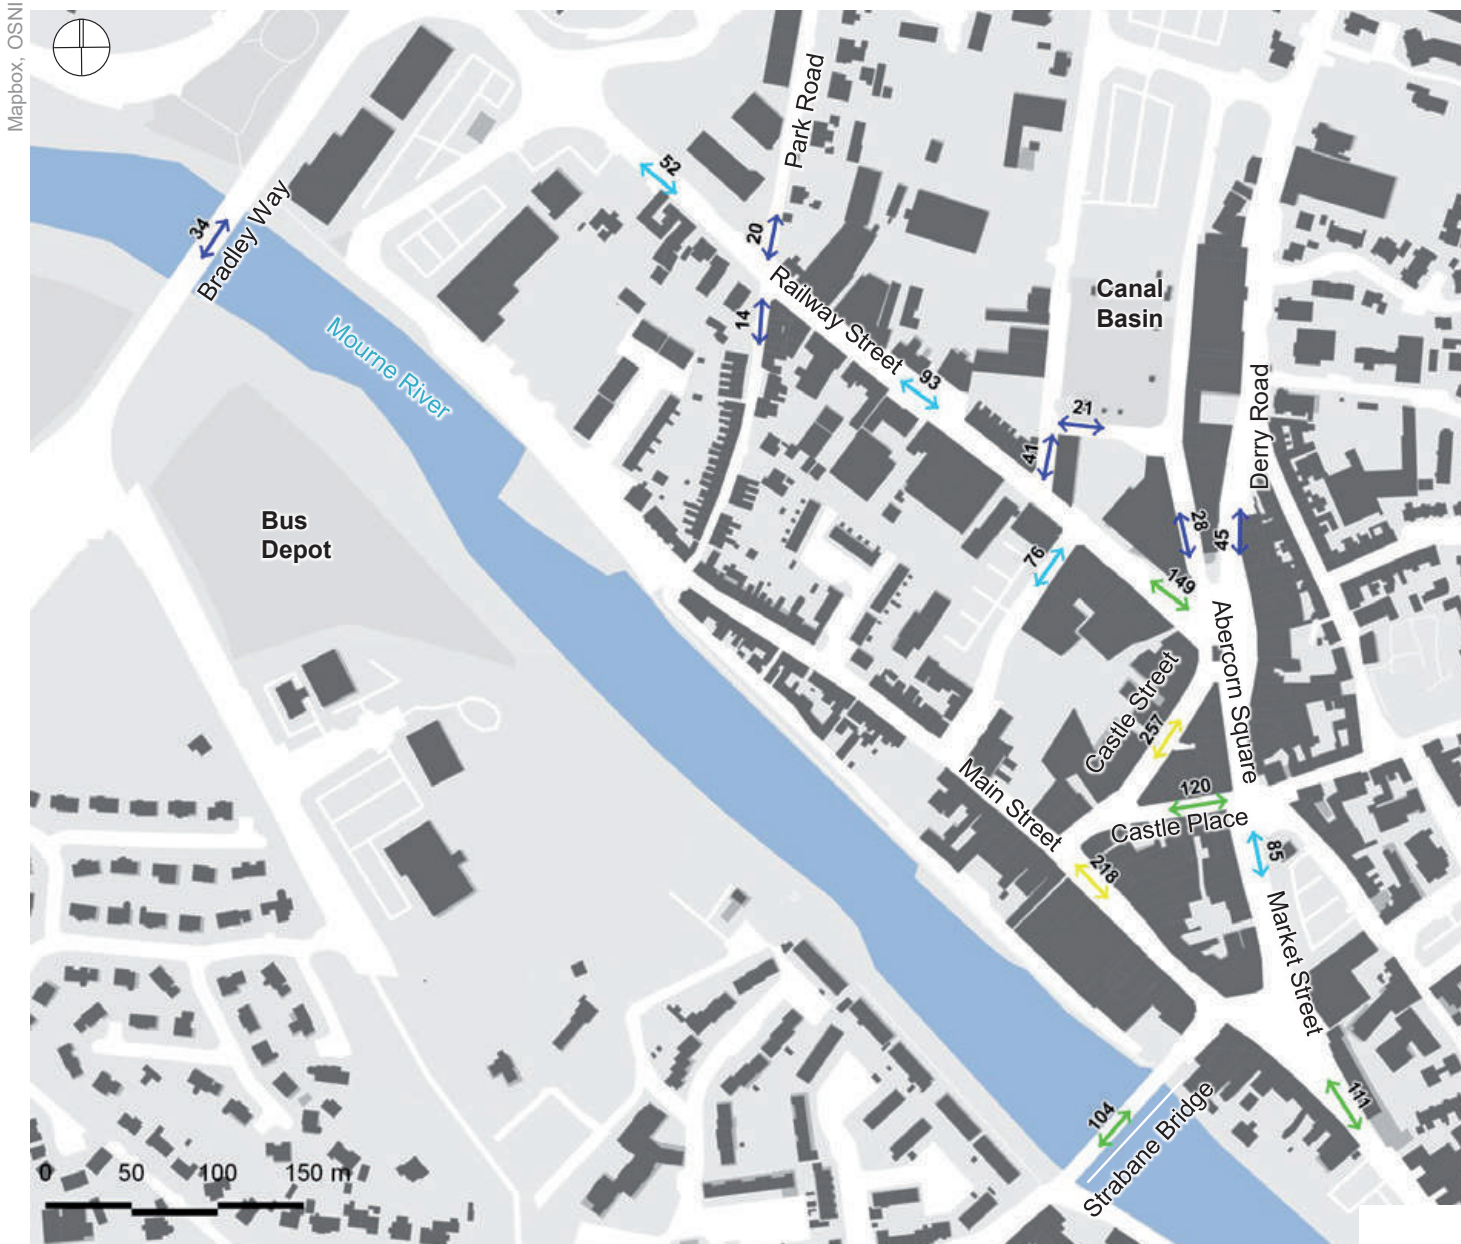 Mapbox, OSNI
Park Road
52
34
Bradley Way
20
Railway Street
14
Canal
Basin
Mourne River
93
21
41
Derry Road
Bus
Depot
28
45
76
149
Abercorn Square
Castle Street
257
Main Street
120
Castle Place
218
85
Market Street
104
111
Strabane Bridge
0 50 100 150 m